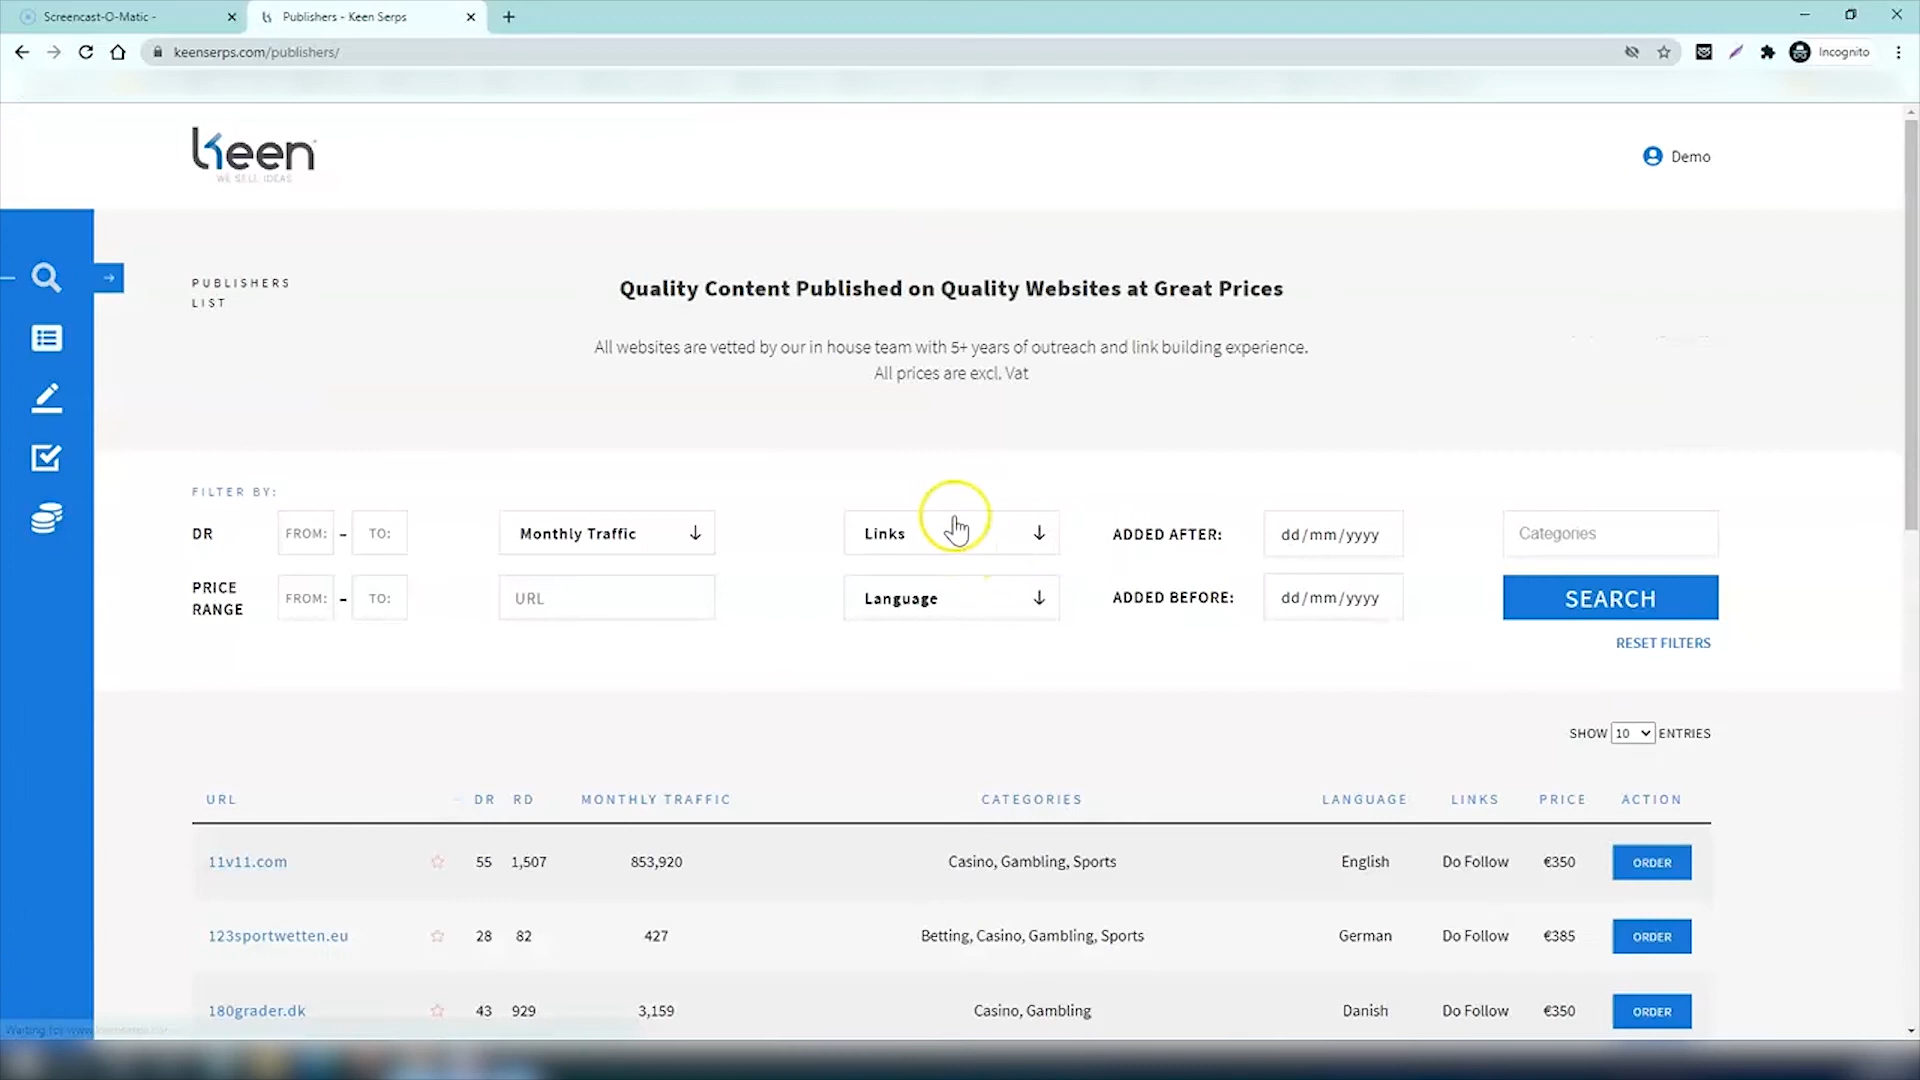 Screencast-O-Matic -
Publishers - Keen Serps
keenserps.com/publishers/
Incognito
keen
WE SELL IDEAS
Demo
PUBLISHERS
LIST
Quality Content Published on Quality Websites at Great Prices
All websites are vetted by our in house team with 5+ years of outreach and link building experience.
All prices are excl. Vat
FILTER BY:
DR FROM: - TO: Monthly Traffic Links ADDED AFTER: dd/mm/yyyy Categories
PRICE RANGE FROM: - TO: URL Language ADDED BEFORE: dd/mm/yyyy SEARCH
RESET FILTERS
SHOW 10 ENTRIES
URL DR RD MONTHLY TRAFFIC CATEGORIES LANGUAGE LINKS PRICE ACTION
11v11.com 55 1,507 853,920 Casino, Gambling, Sports English Do Follow €350 ORDER
123sportwetten.eu 28 82 427 Betting, Casino, Gambling, Sports German Do Follow €385 ORDER
180grader.dk 43 929 3,159 Casino, Gambling Danish Do Follow €350 ORDER